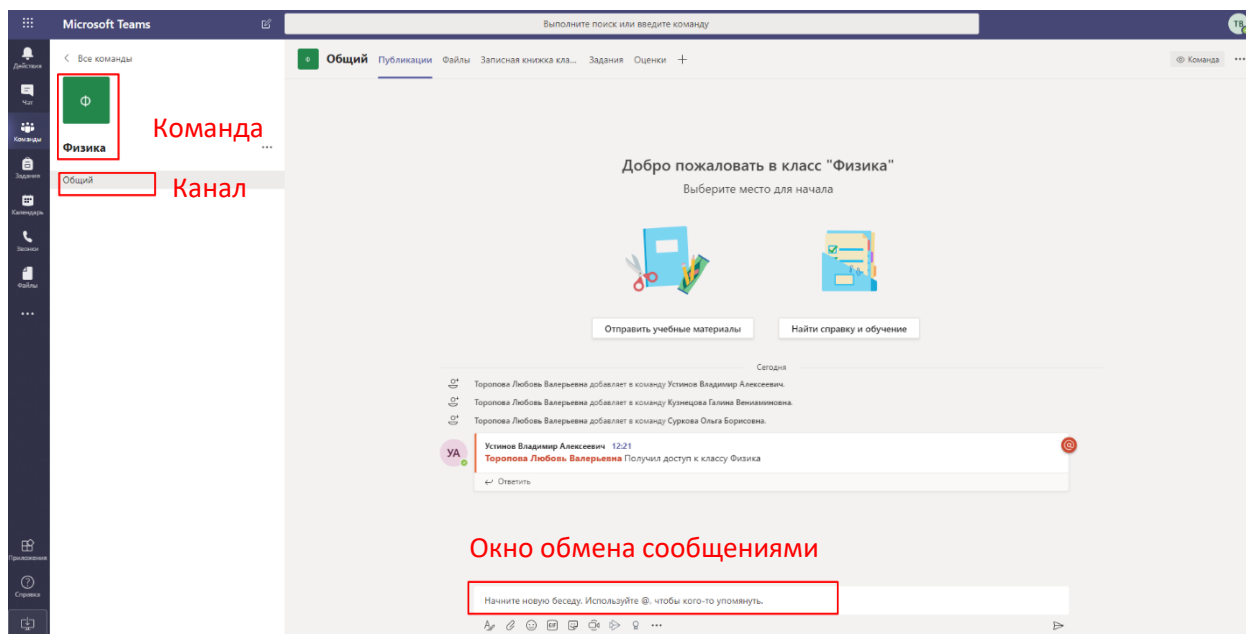 Microsoft Teams
Выполните поиск или введите команду
ТВ
Действия
Чат
Команды
Задания
Календарь
Звонки
Файлы
Приложения
Справка
Все команды
Ф
Физика
Команда
Общий
Канал
Ф
Общий Публикации Файлы Записная книжка кла... Задания Оценки
Команда
Добро пожаловать в класс "Физика"
Выберите место для начала
Отправить учебные материалы
Найти справку и обучение
Сегодня
Торопова Любовь Валерьевна добавляет в команду Устинов Владимир Алексеевич.
Торопова Любовь Валерьевна добавляет в команду Кузнецова Галина Вениаминовна.
Торопова Любовь Валерьевна добавляет в команду Суркова Ольга Борисовна.
УА
Устинов Владимир Алексеевич 12:21
Торопова Любовь Валерьевна Получил доступ к классу Физика
Ответить
Окно обмена сообщениями
Начните новую беседу. Используйте @, чтобы кого-то упомянуть.
GIF